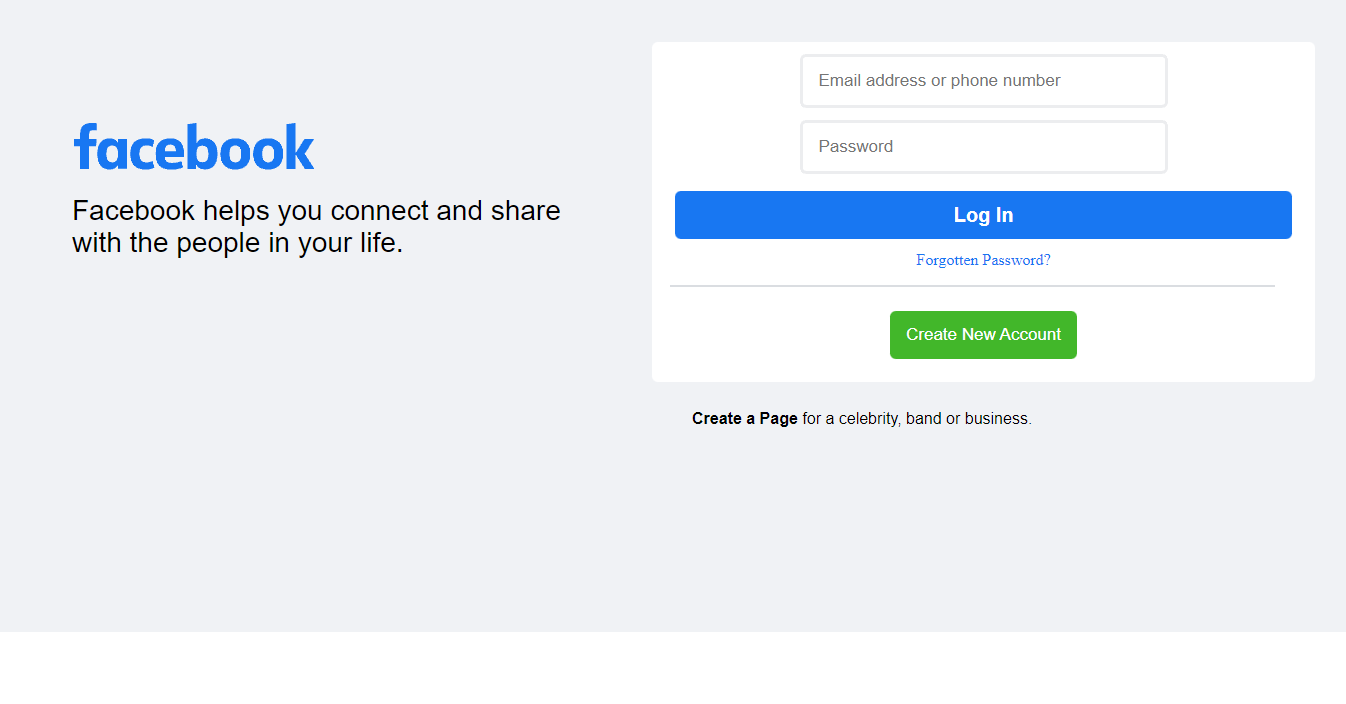 facebook
Facebook helps you connect and share
with the people in your life.
Email address or phone number
Password
Log In
Forgotten Password?
Create New Account
Create a Page for a celebrity, band or business.